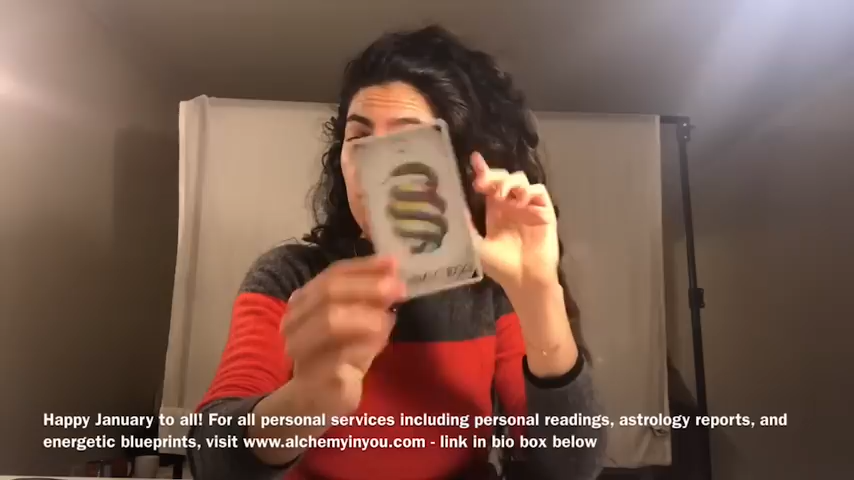 Happy January to all! For all personal services including personal readings, astrology reports, and
energetic blueprints, visit www.alchemyinyou.com - link in bio box below